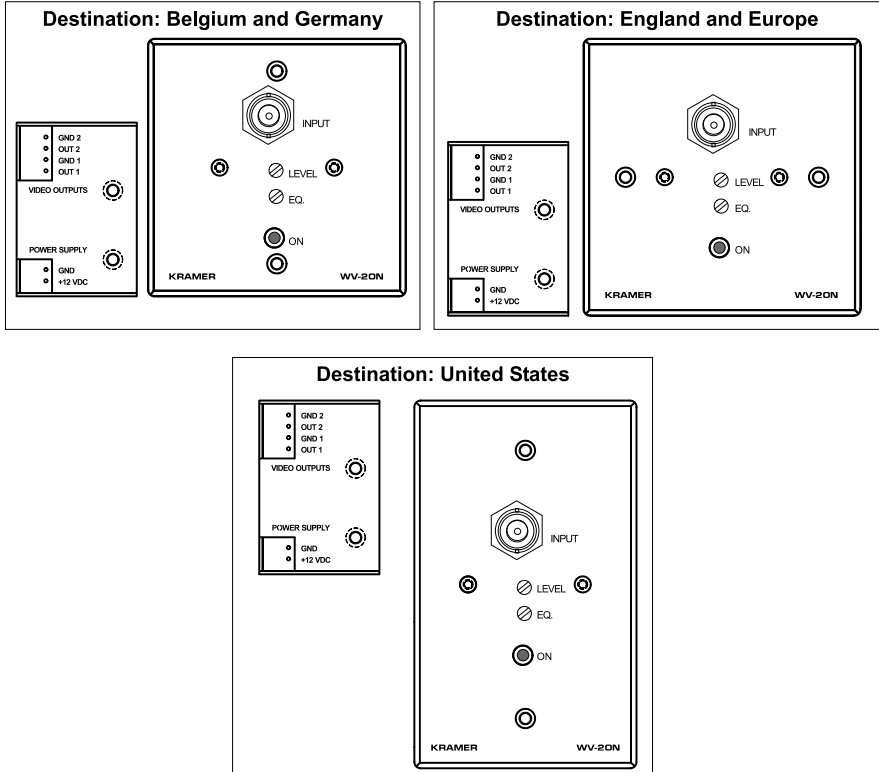 Destination: Belgium and Germany
GND 2
OUT 2
GND 1
OUT 1
VIDEO OUTPUTS
POWER SUPPLY
GND
+12 VDC
INPUT
LEVEL
EQ.
ON
KRAMER WV-20N
Destination: England and Europe
GND 2
OUT 2
GND 1
OUT 1
VIDEO OUTPUTS
POWER SUPPLY
GND
+12 VDC
INPUT
LEVEL
EQ.
ON
KRAMER WV-20N
Destination: United States
GND 2
OUT 2
GND 1
OUT 1
VIDEO OUTPUTS
POWER SUPPLY
GND
+12 VDC
INPUT
LEVEL
EQ.
ON
KRAMER WV-20N